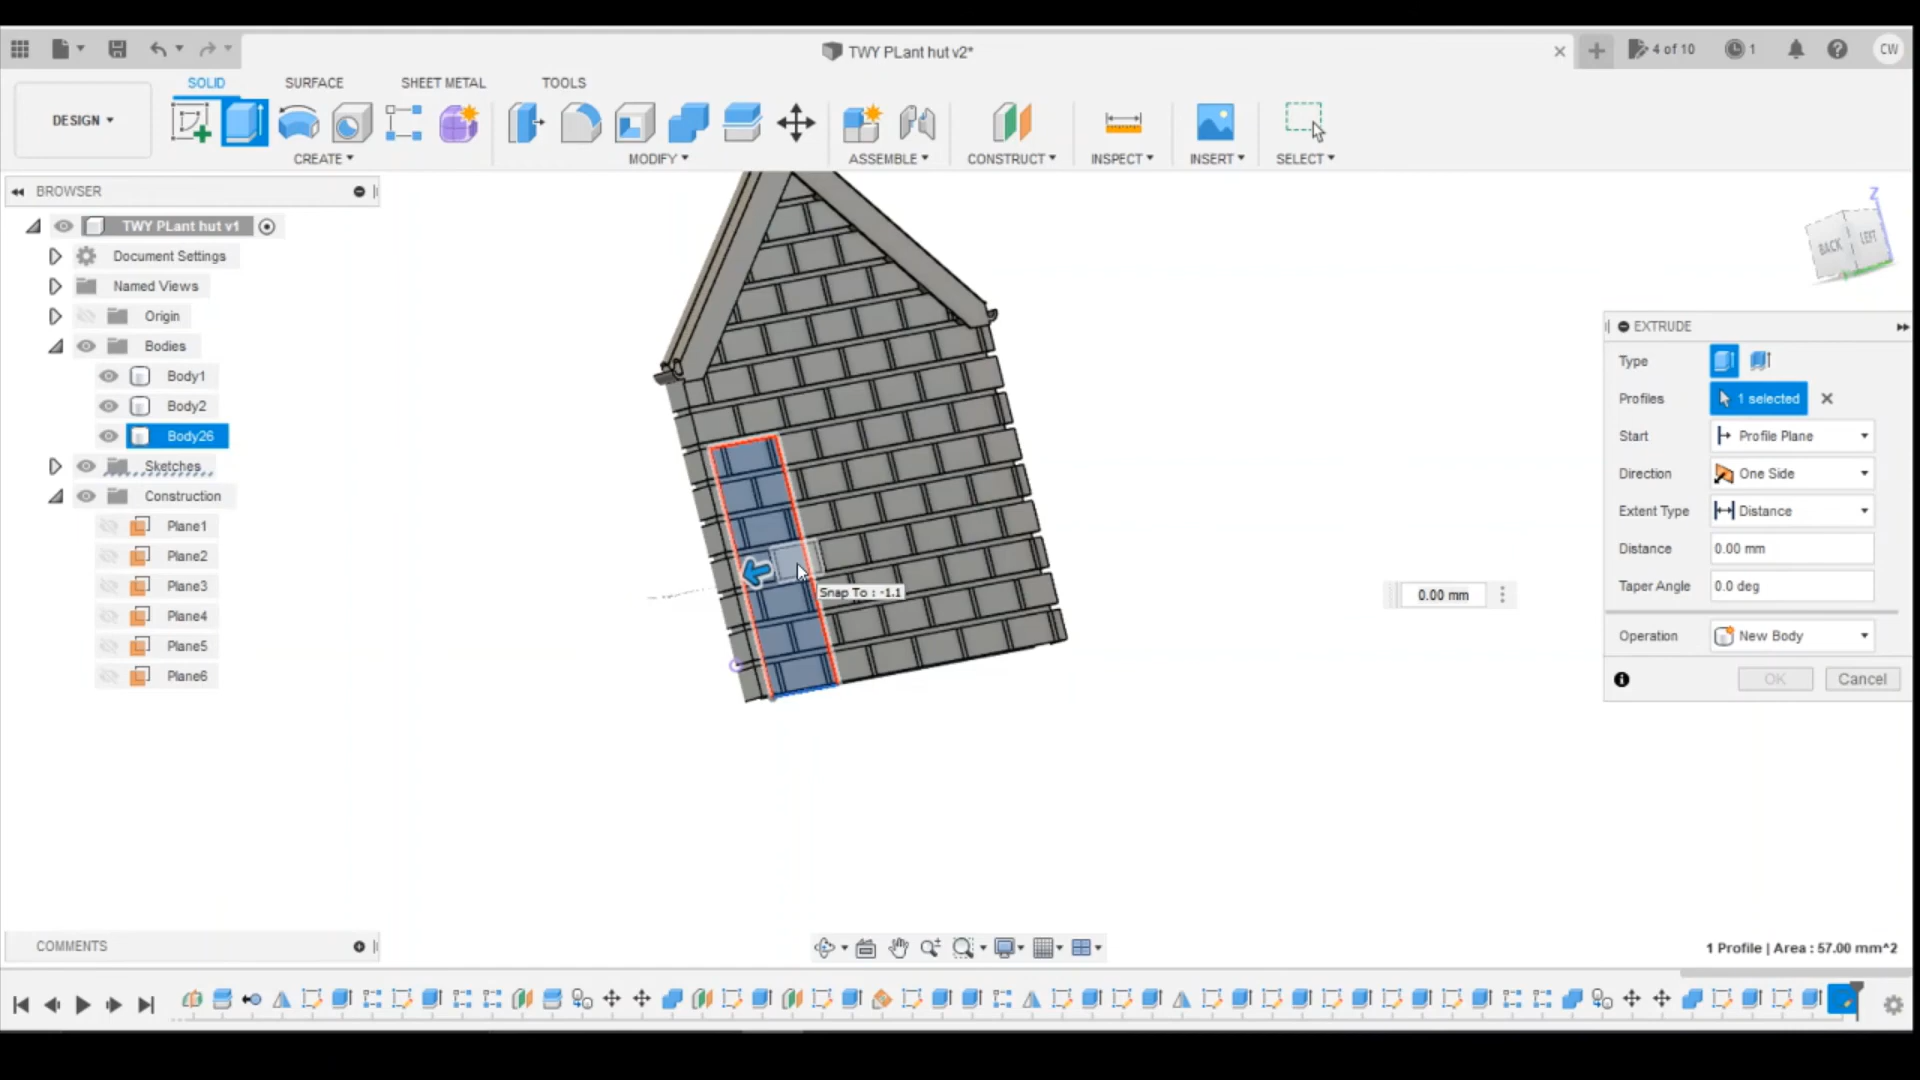 TWY PLant hut v2*
4 of 10
1
CW
DESIGN
SOLID
SURFACE
SHEET METAL
TOOLS
CREATE
MODIFY
ASSEMBLE
CONSTRUCT
INSPECT
INSERT
SELECT
BROWSER
TWY PLant hut v1
Document Settings
Named Views
Origin
Bodies
Body1
Body2
Body26
Sketches
Construction
Plane1
Plane2
Plane3
Plane4
Plane5
Plane6
Z
BACK
LEFT
Snap To : -1.1
0.00 mm
EXTRUDE
Type
Profiles 1 selected
Start Profile Plane
Direction One Side
Extent Type Distance
Distance 0.00 mm
Taper Angle 0.0 deg
Operation New Body
OK Cancel
COMMENTS
1 Profile | Area : 57.00 mm^2